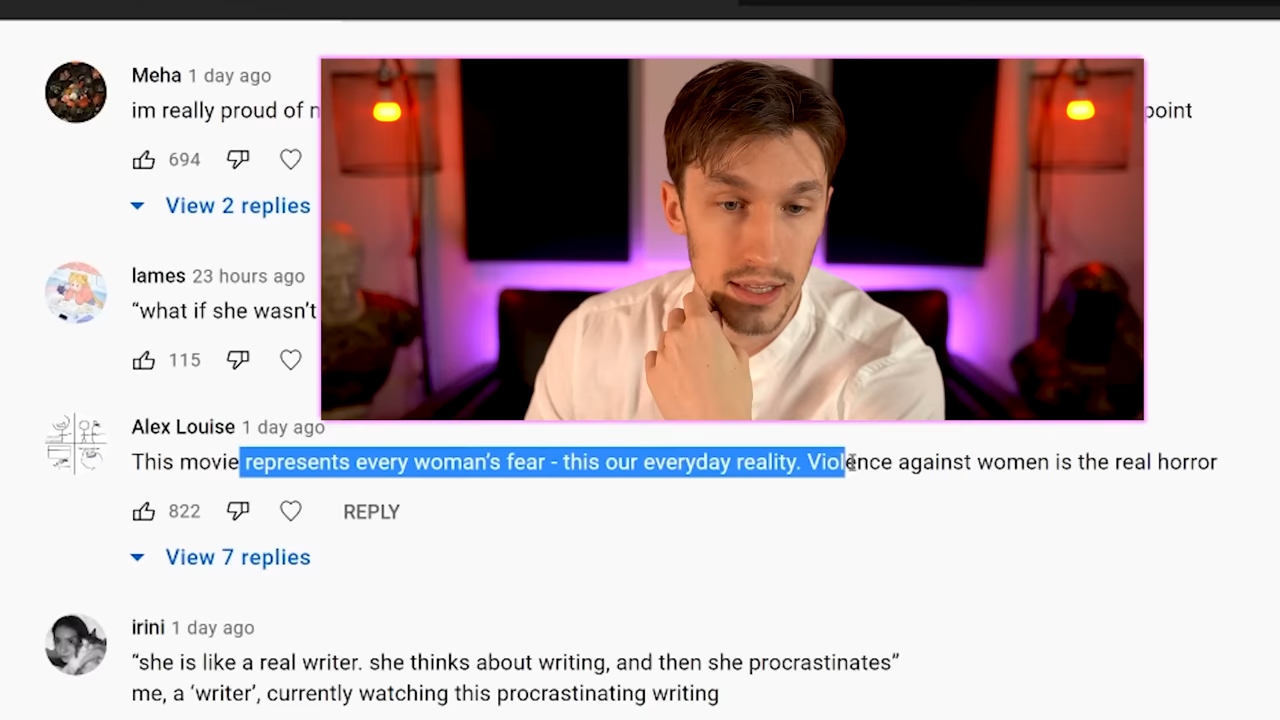 Meha 1 day ago
im really proud of
point
694
View 2 replies
lames 23 hours ago
“what if she wasn’t
115
Alex Louise 1 day ago
This movie represents every woman’s fear - this our everyday reality. Violence against women is the real horror
822 REPLY
View 7 replies
irini 1 day ago
“she is like a real writer. she thinks about writing, and then she procrastinates”
me, a ‘writer’, currently watching this procrastinating writing